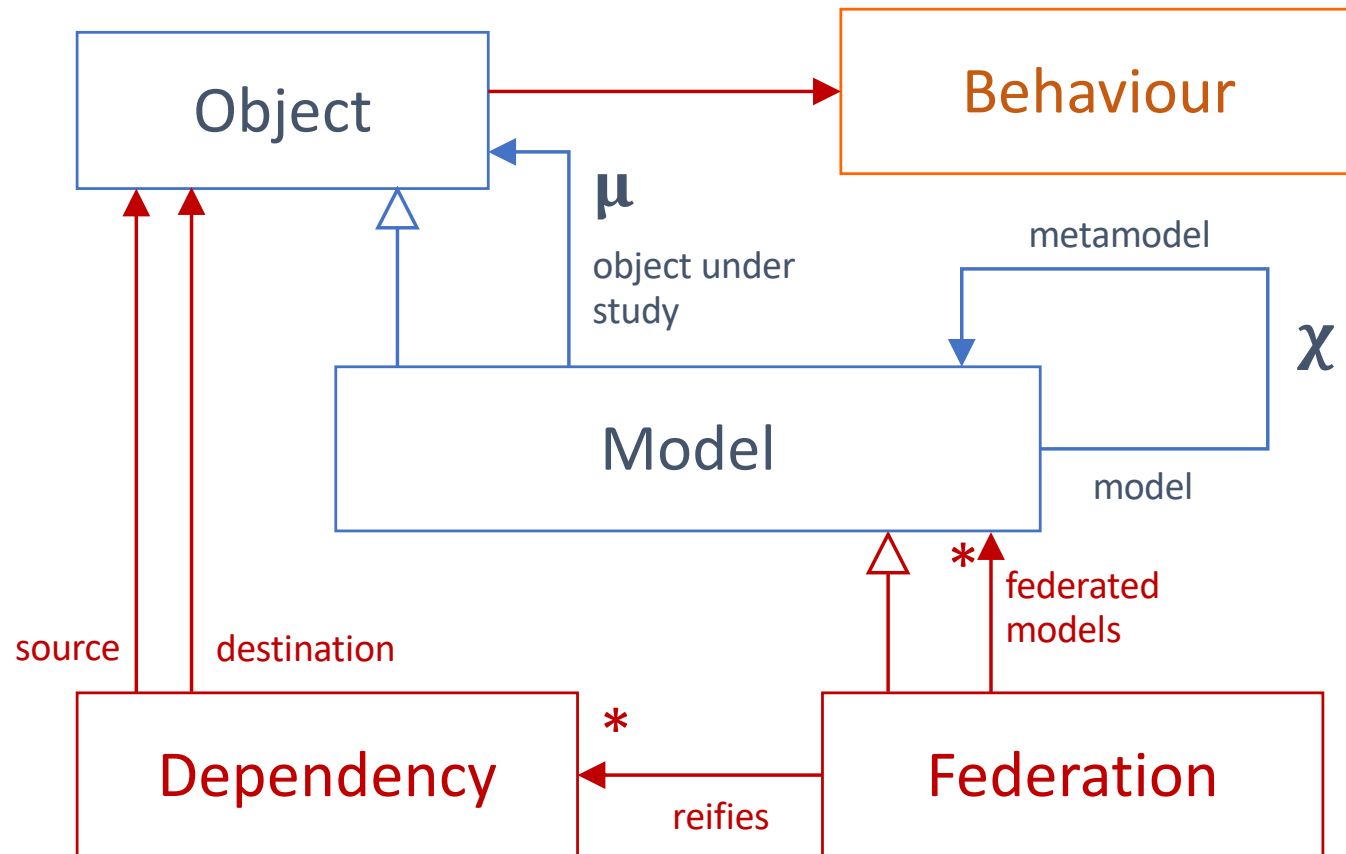 Object
Behaviour
μ
object under
study
metamodel
χ
Model
model
*
federated
models
source
destination
*
Dependency
reifies
Federation